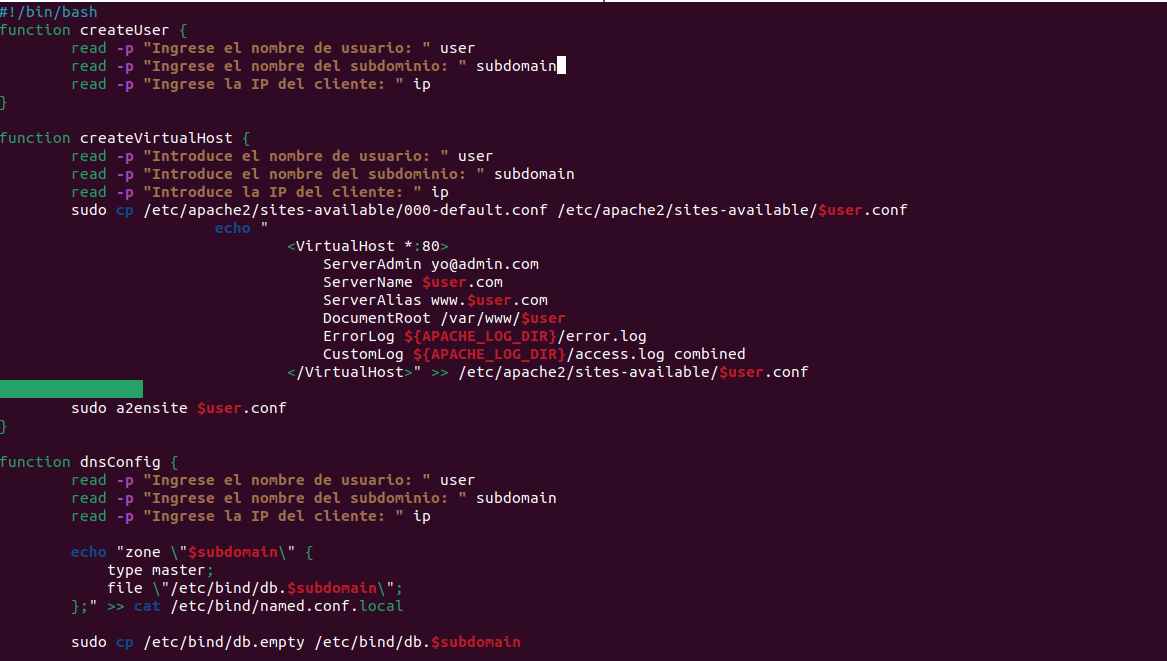 #!/bin/bash
function createUser {
read -p "Ingrese el nombre de usuario: " user
read -p "Ingrese el nombre del subdominio: " subdomain
read -p "Ingrese la IP del cliente: " ip
}
function createVirtualHost {
read -p "Introduce el nombre de usuario: " user
read -p "Introduce el nombre del subdominio: " subdomain
read -p "Introduce la IP del cliente: " ip
sudo cp /etc/apache2/sites-available/000-default.conf /etc/apache2/sites-available/$user.conf
echo "
<VirtualHost *:80>
ServerAdmin yo@admin.com
ServerName $user.com
ServerAlias www.$user.com
DocumentRoot /var/www/$user
ErrorLog ${APACHE_LOG_DIR}/error.log
CustomLog ${APACHE_LOG_DIR}/access.log combined
</VirtualHost>" >> /etc/apache2/sites-available/$user.conf
sudo a2ensite $user.conf
}
function dnsConfig {
read -p "Ingrese el nombre de usuario: " user
read -p "Ingrese el nombre del subdominio: " subdomain
read -p "Ingrese la IP del cliente: " ip
echo "zone \"$subdomain\" {
type master;
file \"/etc/bind/db.$subdomain\";
};" >> cat /etc/bind/named.conf.local
sudo cp /etc/bind/db.empty /etc/bind/db.$subdomain